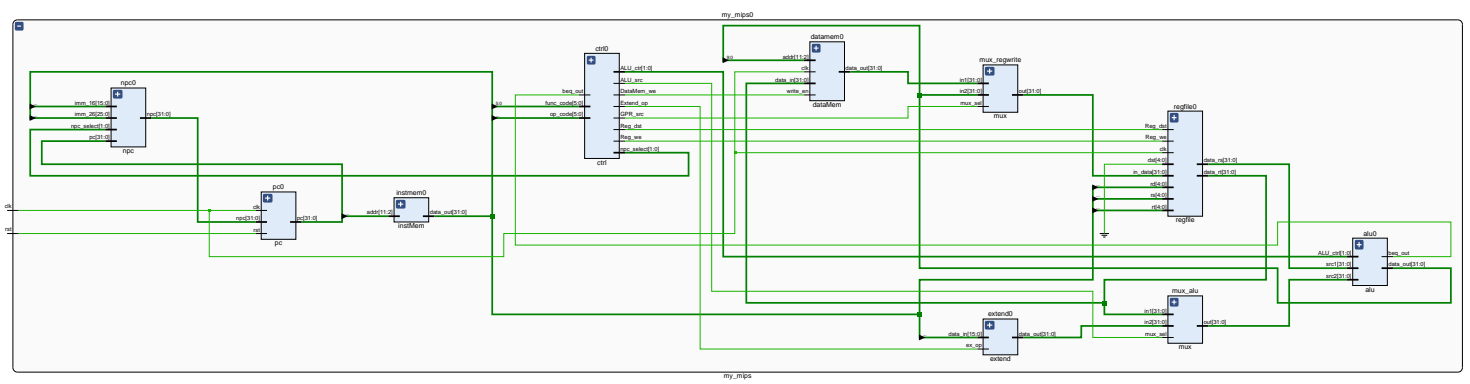 my_mips0
npc0
imm_16[15:0]
imm_26[25:0]
npc_select[1:0]
pc[31:0]
npc[31:0]
npc
clk
rst
pc0
clk
npc[31:0]
rst
pc[31:0]
pc
instmem0
addr[11:2]
data_out[31:0]
instMem
ctrl0
beq_out
func_code[5:0]
op_code[5:0]
ALU_ctrl[1:0]
ALU_src
DataMem_we
Extend_op
GPR_src
Reg_dst
Reg_we
npc_select[1:0]
ctrl
datamem0
addr[11:2]
clk
data_in[31:0]
write_en
data_out[31:0]
dataMem
mux_regwrite
in1[31:0]
in2[31:0]
mux_sel
out[31:0]
mux
regfile0
Reg_dst
Reg_we
clk
dst[4:0]
in_data[31:0]
rd[4:0]
rs[4:0]
rt[4:0]
data_rs[31:0]
data_rt[31:0]
regfile
alu0
ALU_ctrl[1:0]
src1[31:0]
src2[31:0]
beq_out
data_out[31:0]
alu
extend0
data_in[15:0]
ex_op
data_out[31:0]
extend
mux_alu
in1[31:0]
in2[31:0]
mux_sel
out[31:0]
mux
my_mips